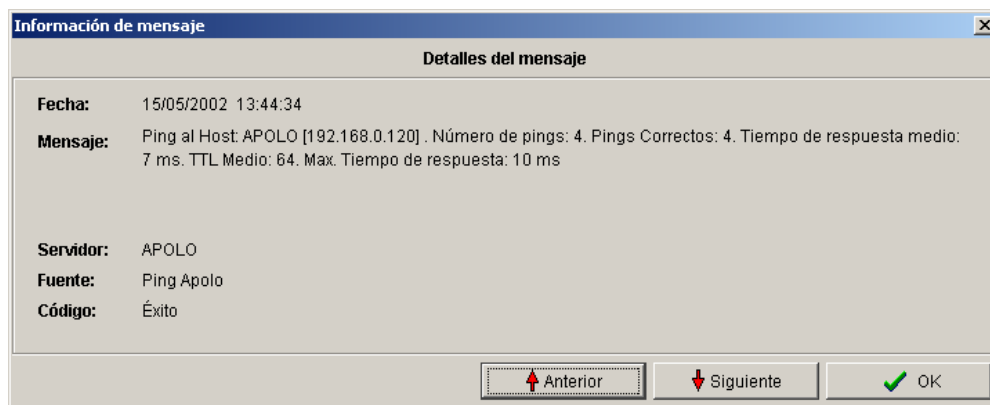 Información de mensaje
Detalles del mensaje
Fecha: 15/05/2002 13:44:34
Mensaje: Ping al Host: APOLO [192.168.0.120] . Número de pings: 4. Pings Correctos: 4. Tiempo de respuesta medio:
7 ms. TTL Medio: 64. Max. Tiempo de respuesta: 10 ms
Servidor: APOLO
Fuente: Ping Apolo
Código: Éxito
Anterior Siguiente OK